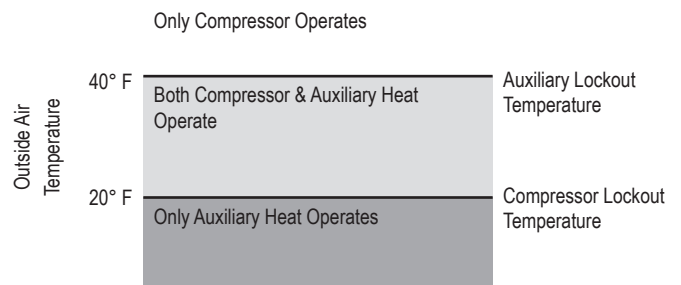 Only Compressor Operates
40° F
Auxiliary Lockout
Temperature
Both Compressor & Auxiliary Heat
Operate
Outside Air
Temperature
20° F
Compressor Lockout
Temperature
Only Auxiliary Heat Operates